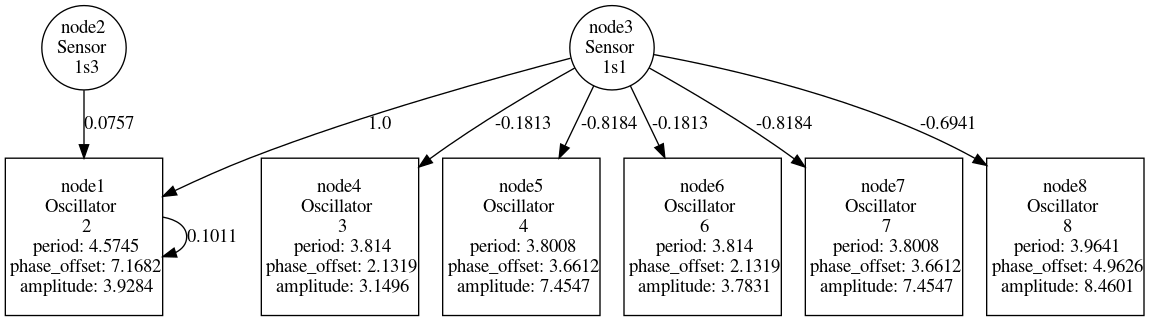 node2
Sensor
1s3
node3
Sensor
1s1
0.0757
1.0
-0.1813
-0.8184
-0.1813
-0.8184
-0.6941
node1
Oscillator
2
period: 4.5745
phase_offset: 7.1682
amplitude: 3.9284
0.1011
node4
Oscillator
3
period: 3.814
phase_offset: 2.1319
amplitude: 3.1496
node5
Oscillator
4
period: 3.8008
phase_offset: 3.6612
amplitude: 7.4547
node6
Oscillator
6
period: 3.814
phase_offset: 2.1319
amplitude: 3.7831
node7
Oscillator
7
period: 3.8008
phase_offset: 3.6612
amplitude: 7.4547
node8
Oscillator
8
period: 3.9641
phase_offset: 4.9626
amplitude: 8.4601